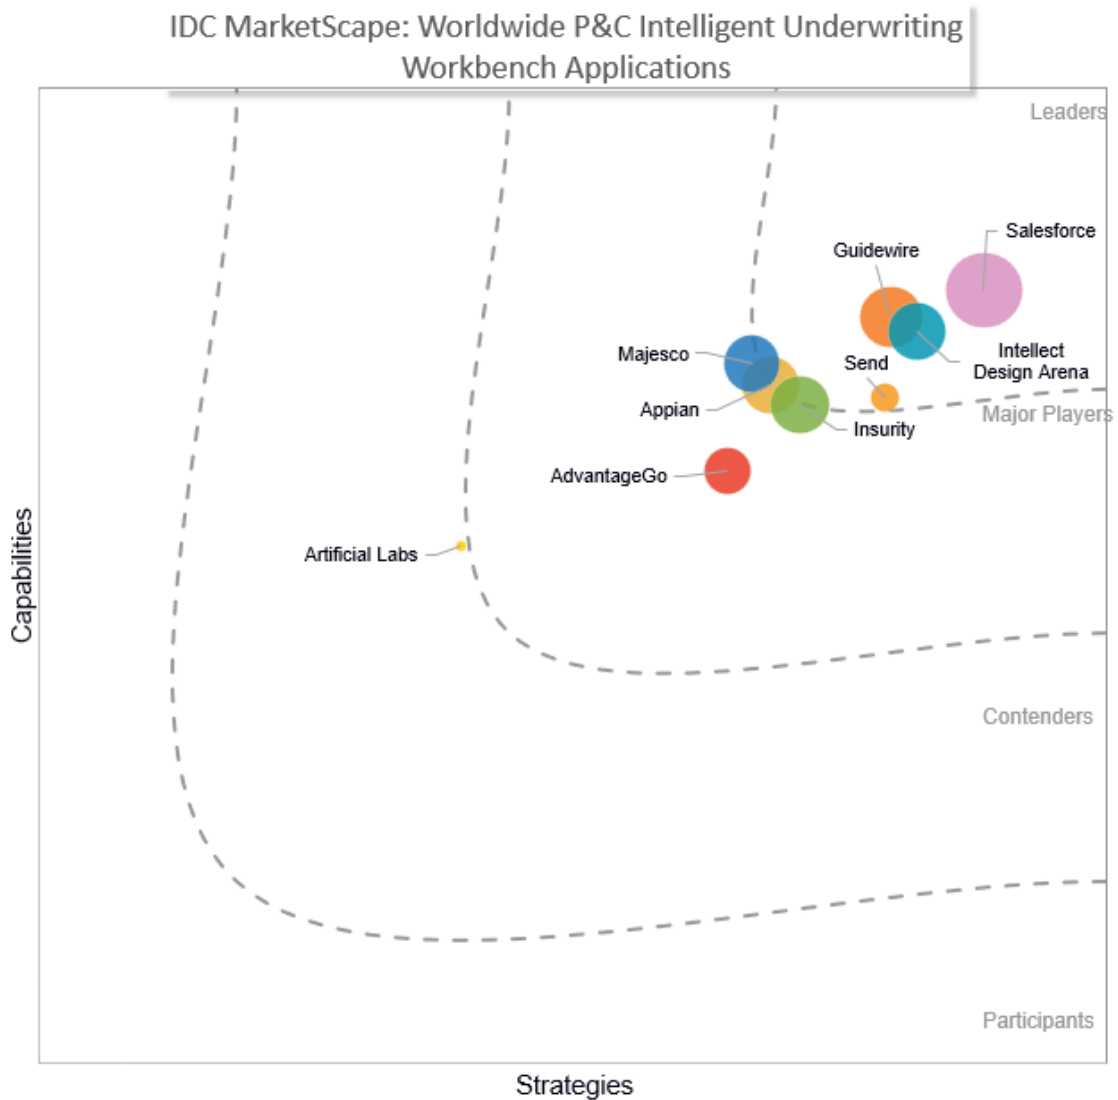 IDC MarketScape: Worldwide P&C Intelligent Underwriting
Workbench Applications
Leaders
Salesforce
Guidewire
Majesco
Intellect
Design Arena
Send
Appian
Major Players
Insurity
AdvantageGo
Artificial Labs
Capabilities
Contenders
Participants
Strategies